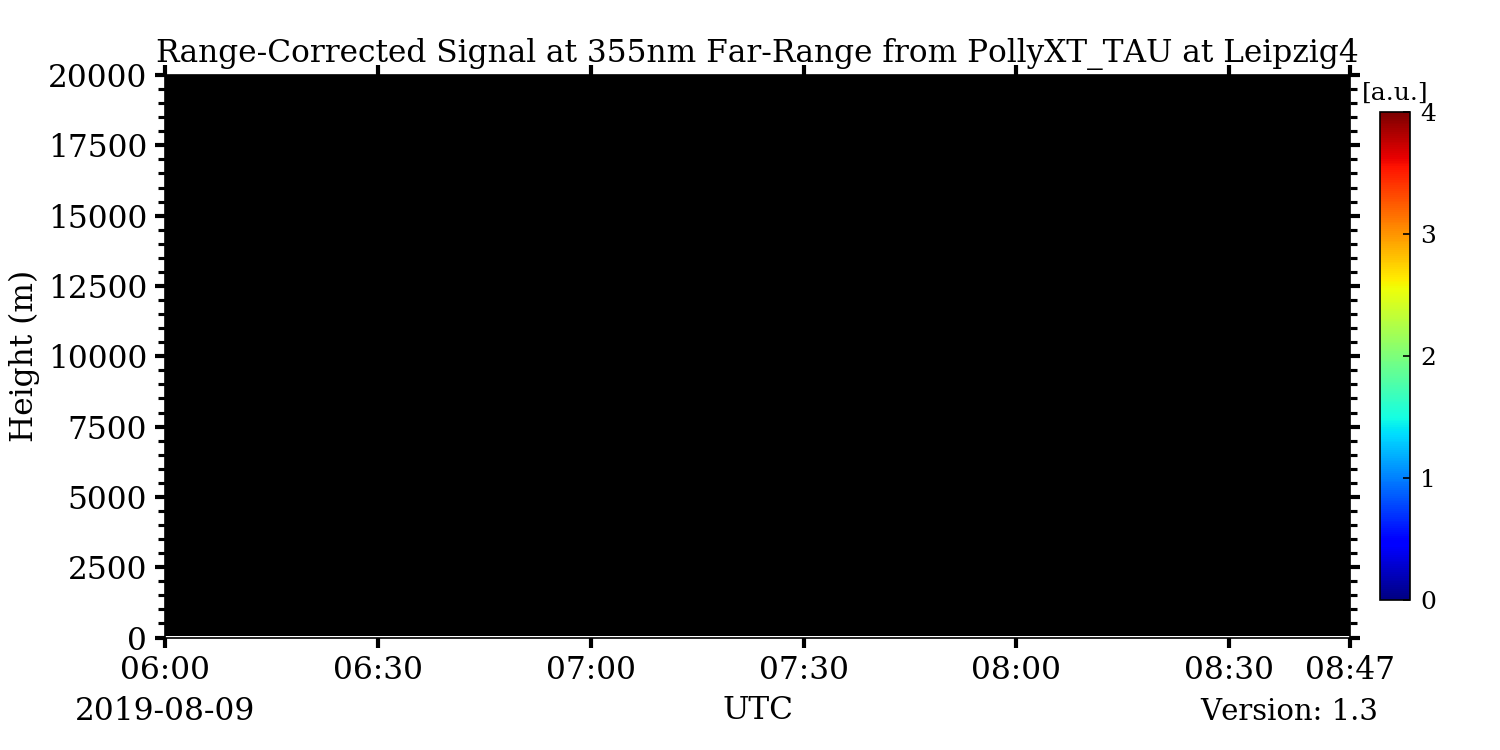 Range-Corrected Signal at 355nm Far-Range from PollyXT_TAU at Leipzig4
[a.u.]
20000
17500
15000
12500
10000
7500
5000
2500
0
Height (m)
4
3
2
1
0
06:00 06:30 07:00 07:30 08:00 08:30 08:47
2019-08-09 UTC Version: 1.3